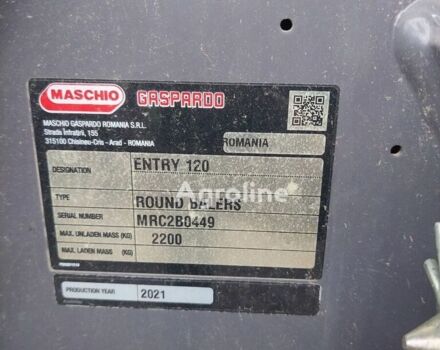 MASCHIO
GASPARDO
MASCHIO GASPARDO ROMANIA S.R.L.
Strada Înfrățirii, 155
315100 Chisineu-Cris - Arad - ROMANIA
ROMANIA
DESIGNATION
ENTRY 120
Agroline
TYPE
ROUND BALERS
SERIAL NUMBER
MRC2B0449
MAX. UNLADEN MASS (KG)
2200
MAX. LADEN MASS (KG)
PRODUCTION YEAR
2021